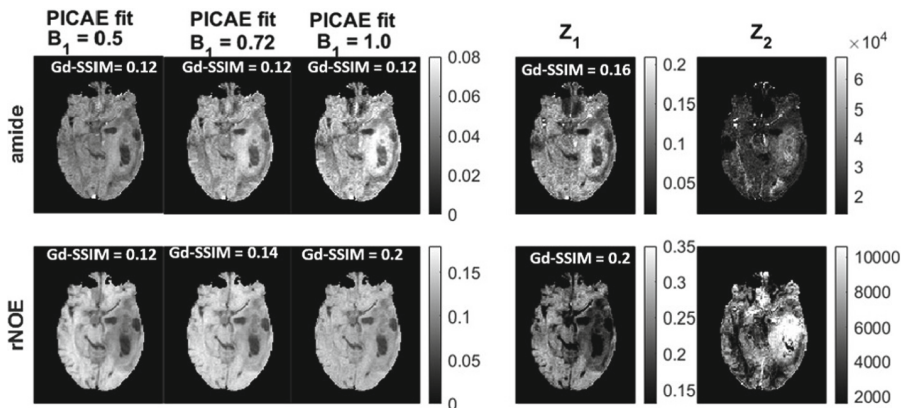 PICAE fit
B1 = 0.5
PICAE fit
B1 = 0.72
PICAE fit
B1 = 1.0
Z1
Z2
×10^4
amide
Gd-SSIM = 0.12
Gd-SSIM = 0.12
Gd-SSIM = 0.12
0.08
0.06
0.04
0.02
0
Gd-SSIM = 0.16
0.2
0.15
0.1
0.05
6
5
4
3
2
rNOE
Gd-SSIM = 0.12
Gd-SSIM = 0.14
Gd-SSIM = 0.2
0.15
0.1
0.05
0
Gd-SSIM = 0.2
0.35
0.3
0.25
0.2
0.15
10000
8000
6000
4000
2000